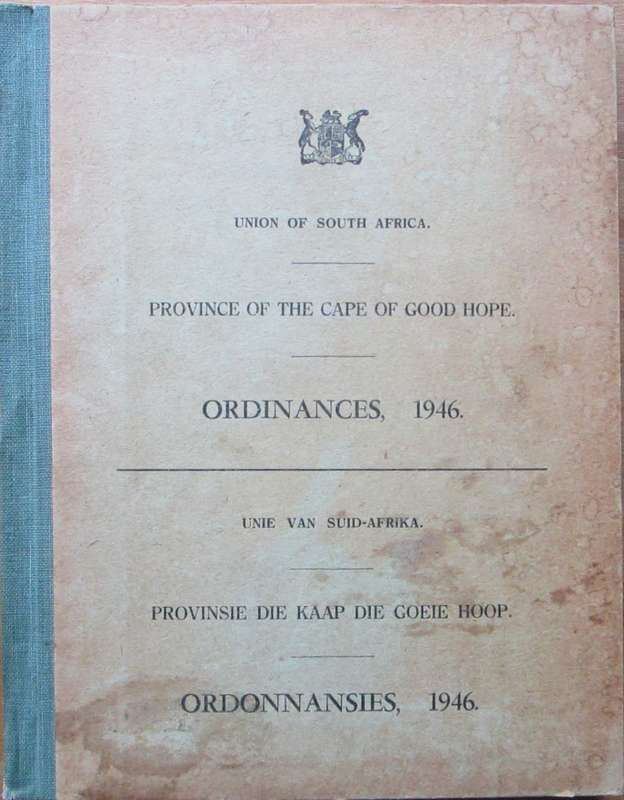 UNION OF SOUTH AFRICA.
PROVINCE OF THE CAPE OF GOOD HOPE.
ORDINANCES, 1946.
UNIE VAN SUID-AFRIKA.
PROVINSIE DIE KAAP DIE GOEIE HOOP.
ORDONNANSIES, 1946.